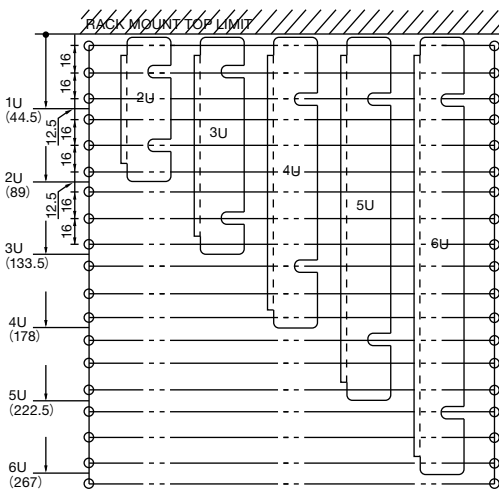 RACK MOUNT TOP LIMIT
16
16
1U
(44.5)
12.5
16
16
2U
(89)
12.5
16
16
3U
(133.5)
4U
(178)
5U
(222.5)
6U
(267)
2U
3U
4U
5U
6U